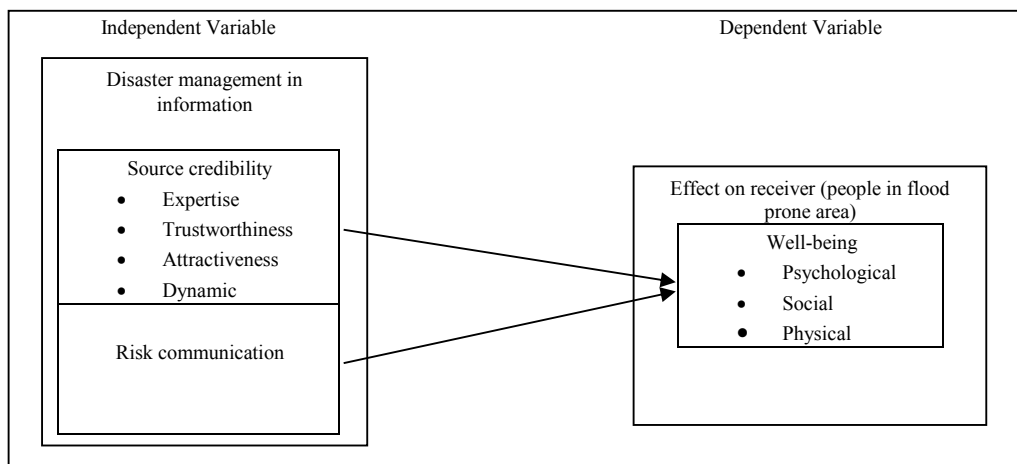 Independent Variable
Dependent Variable
Disaster management in
information
Source credibility
• Expertise
• Trustworthiness
• Attractiveness
• Dynamic
Risk communication
Effect on receiver (people in flood
prone area)
Well-being
• Psychological
• Social
• Physical